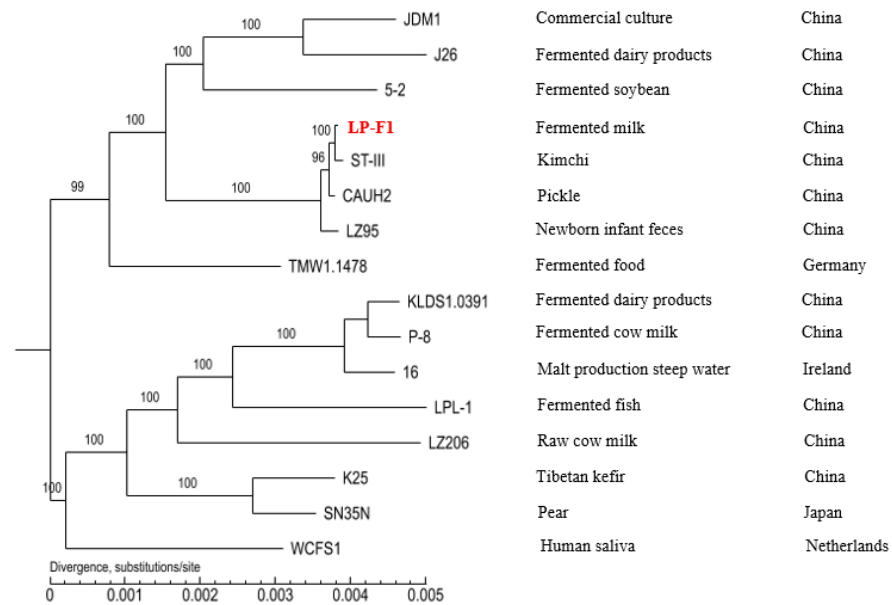 100 JDM1 Commercial culture China
100 J26 Fermented dairy products China
5-2 Fermented soybean China
100 100 LP-F1 Fermented milk China
96 ST-III Kimchi China
99 100 CAUH2 Pickle China
LZ95 Newborn infant feces China
TMW1.1478 Fermented food Germany
KLDS1.0391 Fermented dairy products China
100 P-8 Fermented cow milk China
100 16 Malt production steep water Ireland
100 LPL-1 Fermented fish China
100 LZ206 Raw cow milk China
100 K25 Tibetan kefir China
100 SN35N Pear Japan
WCFS1 Human saliva Netherlands
Divergence, substitutions/site
0 0.001 0.002 0.003 0.004 0.005